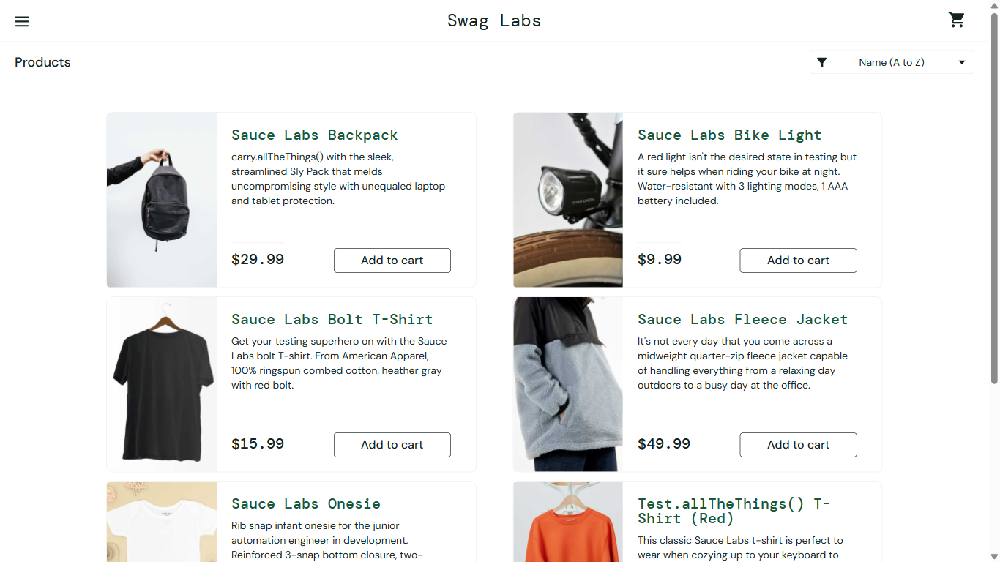 Swag Labs
Products
Name (A to Z)
Sauce Labs Backpack
carry.allTheThings() with the sleek,
streamlined Sly Pack that melds
uncompromising style with unequaled laptop
and tablet protection.
$29.99
Add to cart
Sauce Labs Bike Light
A red light isn't the desired state in testing but
it sure helps when riding your bike at night.
Water-resistant with 3 lighting modes, 1 AAA
battery included.
$9.99
Add to cart
Sauce Labs Bolt T-Shirt
Get your testing superhero on with the Sauce
Labs bolt T-shirt. From American Apparel,
100% ringspun combed cotton, heather gray
with red bolt.
$15.99
Add to cart
Sauce Labs Fleece Jacket
It's not every day that you come across a
midweight quarter-zip fleece jacket capable
of handling everything from a relaxing day
outdoors to a busy day at the office.
$49.99
Add to cart
Sauce Labs Onesie
Rib snap infant onesie for the junior
automation engineer in development.
Reinforced 3-snap bottom closure, two-
Test.allTheThings() T-
Shirt (Red)
This classic Sauce Labs t-shirt is perfect to
wear when cozying up to your keyboard to